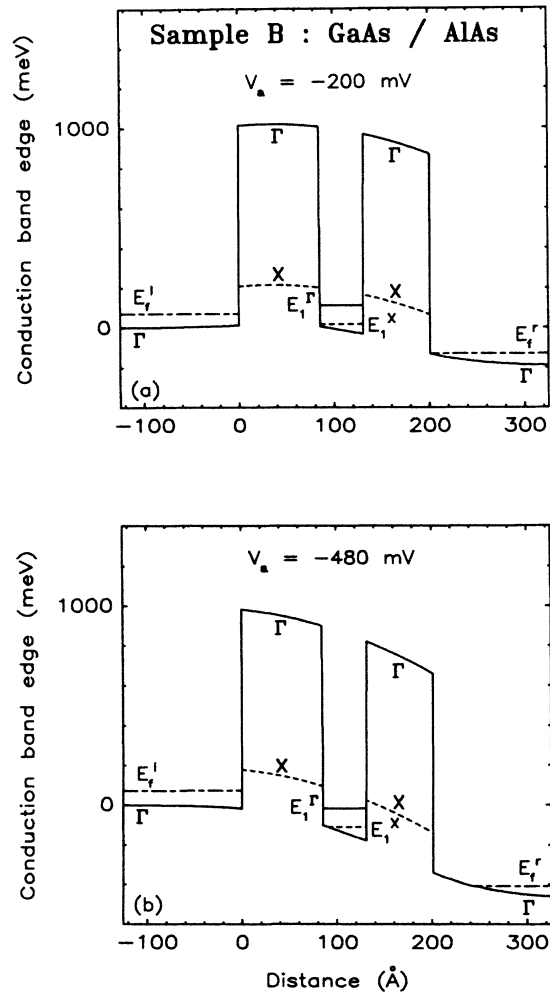 Sample B : GaAs / AlAs
V_a = -200 mV
Conduction band edge (meV)
1000
0
Γ
Γ
X
X
E_f^l
Γ
E_1^Γ
E_1^X
E_f^r
Γ
(a)
-100
0
100
200
300
V_a = -480 mV
Conduction band edge (meV)
1000
0
Γ
Γ
X
X
E_f^l
Γ
E_1^Γ
E_1^X
E_f^r
Γ
(b)
-100
0
100
200
300
Distance (Å)